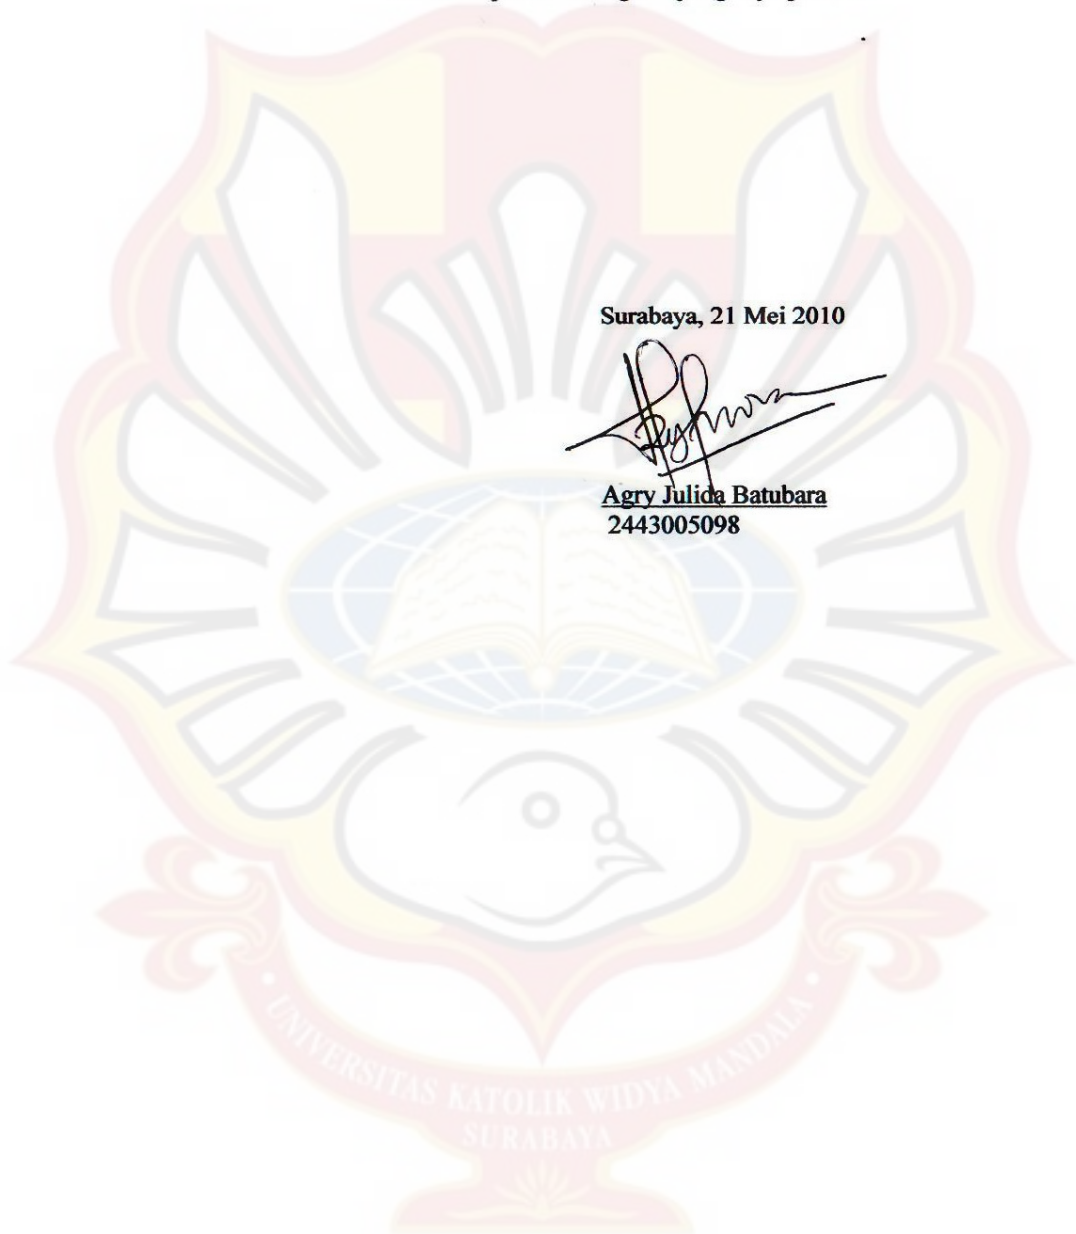 Surabaya, 21 Mei 2010
Agry Julida Batubara
2443005098
• UNIVERSITAS KATOLIK WIDYA MANDALA •
SURABAYA